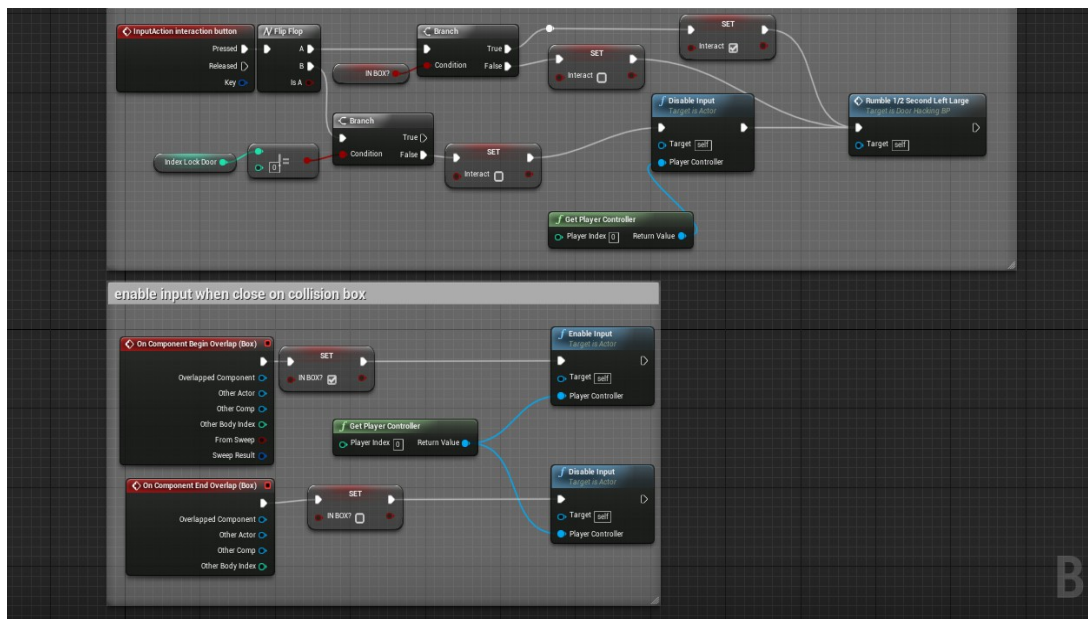 InputAction interaction button
Pressed
Released
Key
Flip Flop
A
B
Is A
IN BOX?
Branch
Condition
True
False
SET
Interact
SET
Interact
Index Lock Door
!=
0
Branch
Condition
True
False
SET
Interact
Disable Input
Target is Actor
Target self
Player Controller
Rumble 1/2 Second Left Large
Target is Door Hacking BP
Target self
Get Player Controller
Player Index 0
Return Value
enable input when close on collision box
On Component Begin Overlap (Box)
Overlapped Component
Other Actor
Other Comp
Other Body Index
From Sweep
Sweep Result
SET
IN BOX?
Get Player Controller
Player Index 0
Return Value
Enable Input
Target is Actor
Target self
Player Controller
On Component End Overlap (Box)
Overlapped Component
Other Actor
Other Comp
Other Body Index
SET
IN BOX?
Disable Input
Target is Actor
Target self
Player Controller
B